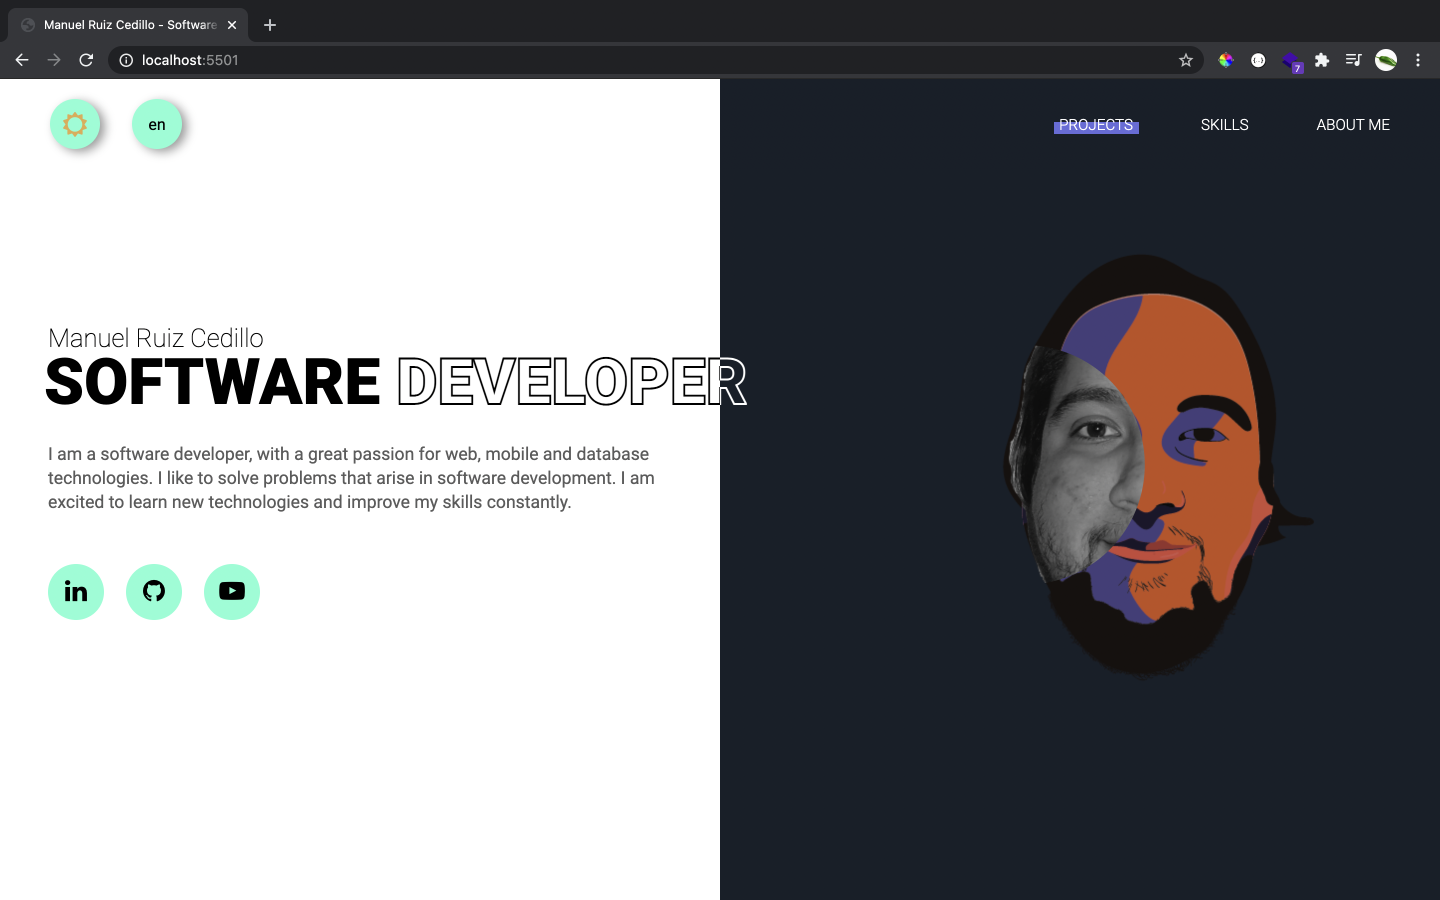 Manuel Ruiz Cedillo - Software
localhost:5501
7
en
PROJECTS
SKILLS
ABOUT ME
Manuel Ruiz Cedillo
SOFTWARE DEVELOPER
I am a software developer, with a great passion for web, mobile and database
technologies. I like to solve problems that arise in software development. I am
excited to learn new technologies and improve my skills constantly.
in